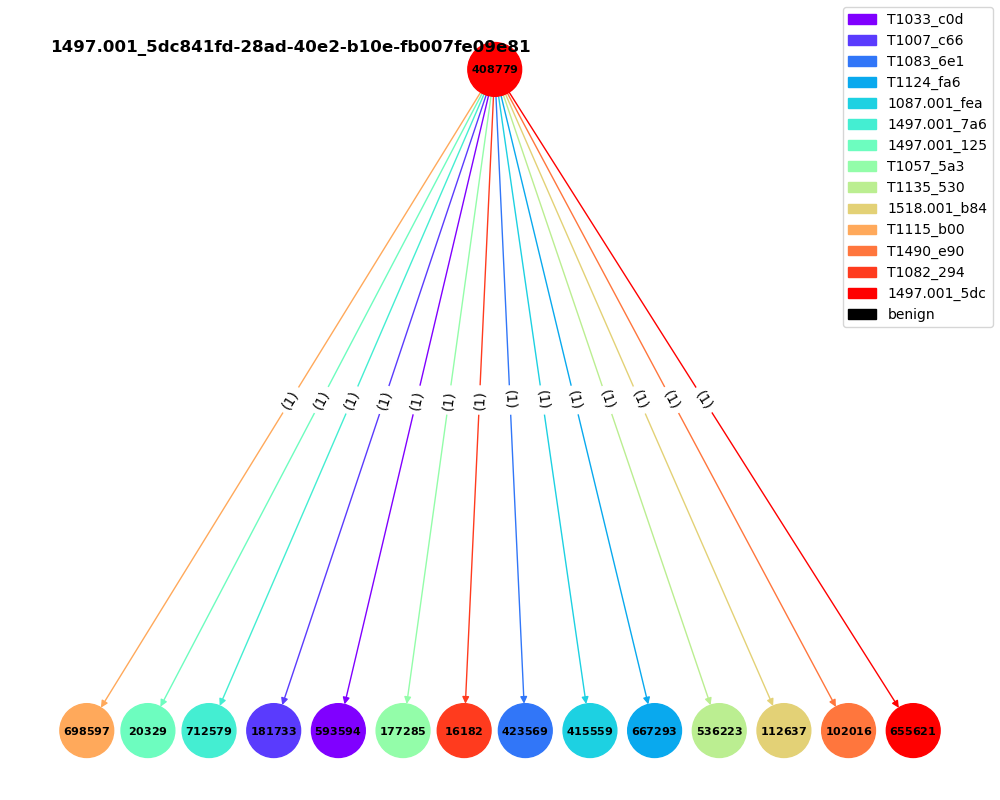 1497.001_5dc841fd-28ad-40e2-b10e-fb007fe09e81
408779
T1033_c0d
T1007_c66
T1083_6e1
T1124_fa6
1087.001_fea
1497.001_7a6
1497.001_125
T1057_5a3
T1135_530
1518.001_b84
T1115_b00
T1490_e90
T1082_294
1497.001_5dc
benign
(1) (1) (1) (1) (1) (1) (1) (1) (1) (1) (1) (1) (1) (1)
698597 20329 712579 181733 593594 177285 16182 423569 415559 667293 536223 112637 102016 655621